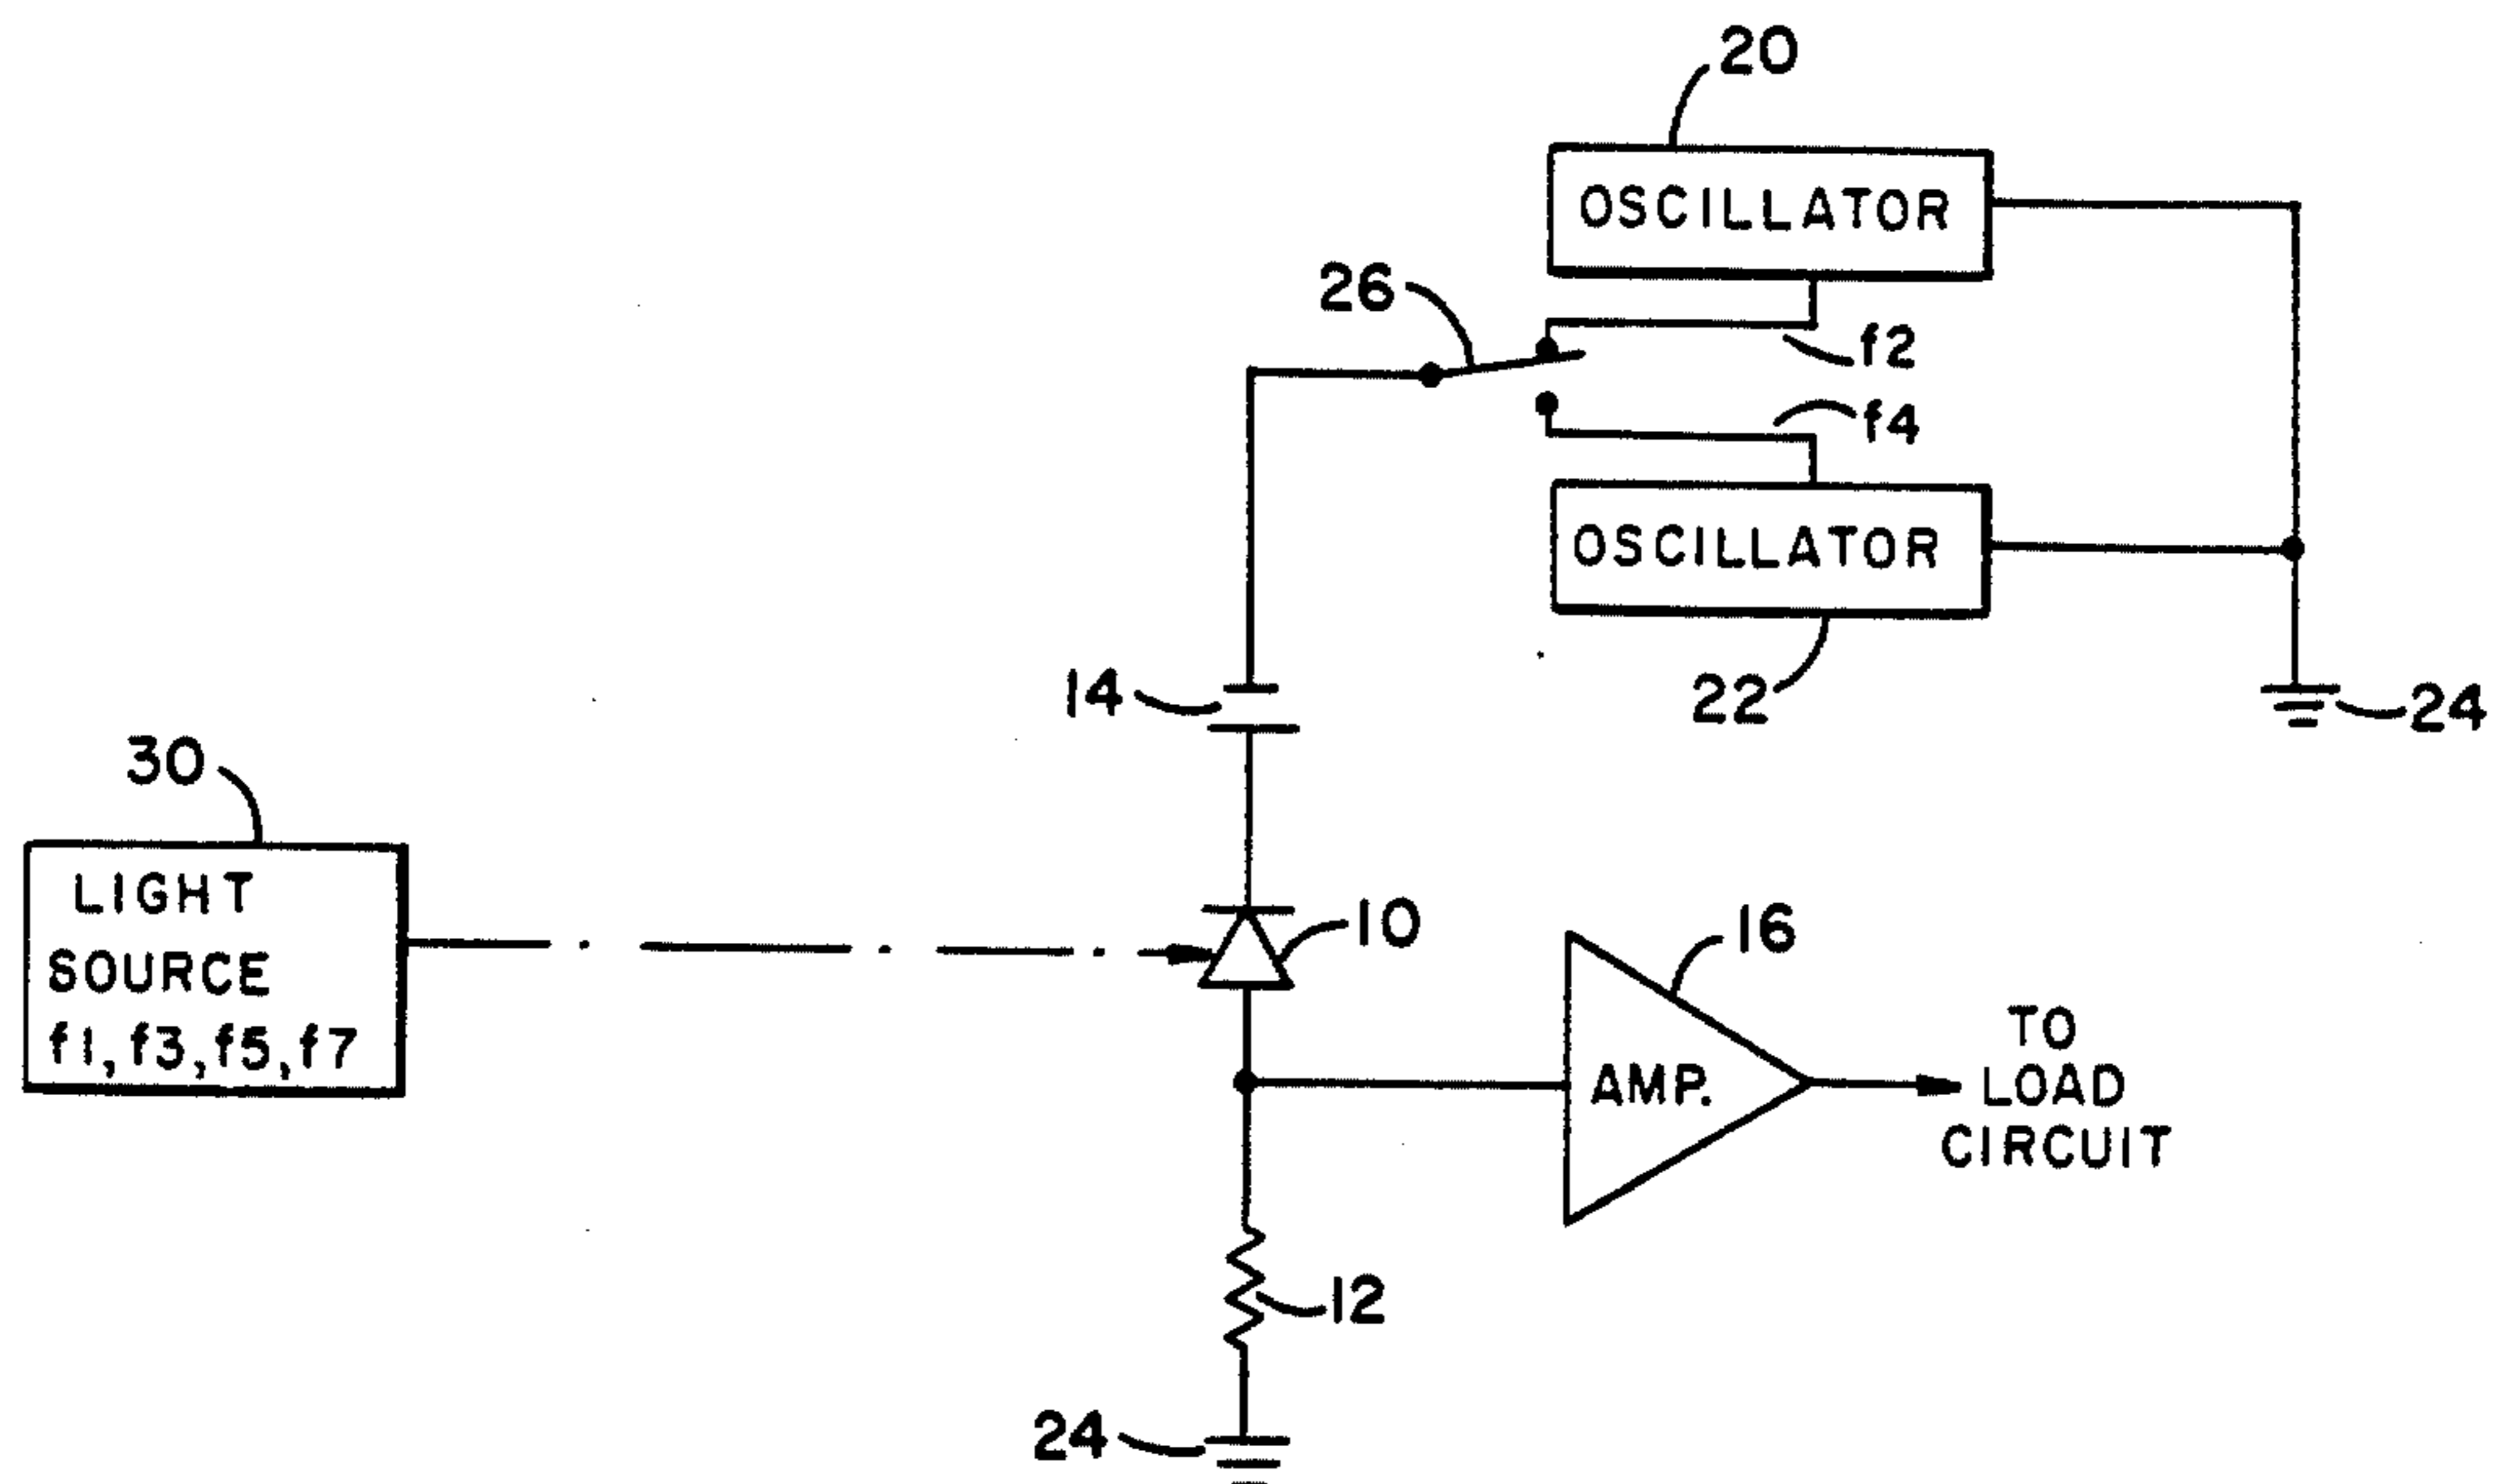 20
OSCILLATOR
26
f2
f4
OSCILLATOR
14
22
24
30
LIGHT
SOURCE
f1,f3,f5,f7
10
16
AMP.
TO
LOAD
CIRCUIT
12
24